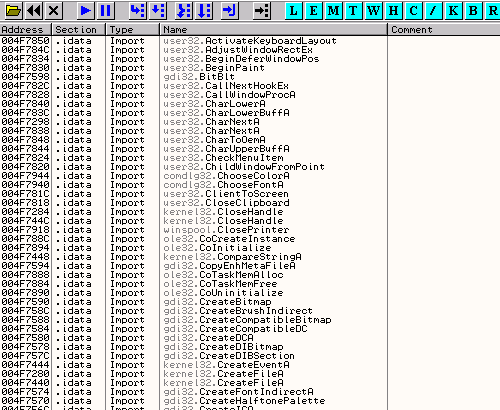 L E M T W H C / K B R
Address Section Type Name Comment
004F7850 .idata Import user32.ActivateKeyboardLayout
004F784C .idata Import user32.AdjustWindowRectEx
004F7838 .idata Import user32.BeginDeferWindowPos
004F7834 .idata Import user32.BeginPaint
004F7598 .idata Import gdi32.BitBlt
004F782C .idata Import user32.CallNextHookEx
004F7828 .idata Import user32.CallWindowProcA
004F7840 .idata Import user32.CharLowerA
004F783C .idata Import user32.CharLowerBuffA
004F7298 .idata Import user32.CharNextA
004F783C .idata Import user32.CharNextA
004F7848 .idata Import user32.CharToOemA
004F7844 .idata Import user32.CharUpperBuffA
004F7824 .idata Import user32.CheckMenuItem
004F7820 .idata Import user32.ChildWindowFromPoint
004F7944 .idata Import comdlg32.ChooseColorA
004F7940 .idata Import comdlg32.ChooseFontA
004F781C .idata Import user32.ClientToScreen
004F7818 .idata Import user32.CloseClipboard
004F7284 .idata Import kernel32.CloseHandle
004F744C .idata Import kernel32.CloseHandle
004F7918 .idata Import winspool.ClosePrinter
004F788C .idata Import ole32.CoCreateInstance
004F7894 .idata Import ole32.CoInitialize
004F7448 .idata Import kernel32.CompareStringA
004F7594 .idata Import gdi32.CopyEnhMetaFileA
004F7884 .idata Import ole32.CoTaskMemAlloc
004F7888 .idata Import ole32.CoTaskMemFree
004F7890 .idata Import ole32.CoUninitialize
004F7590 .idata Import gdi32.CreateBitmap
004F758C .idata Import gdi32.CreateBrushIndirect
004F7588 .idata Import gdi32.CreateCompatibleBitmap
004F7584 .idata Import gdi32.CreateCompatibleDC
004F7580 .idata Import gdi32.CreateDCA
004F7578 .idata Import gdi32.CreateDIBitmap
004F757C .idata Import gdi32.CreateDIBSection
004F7444 .idata Import kernel32.CreateEventA
004F7280 .idata Import kernel32.CreateFileA
004F7440 .idata Import kernel32.CreateFileA
004F7574 .idata Import gdi32.CreateFontIndirectA
004F7570 .idata Import gdi32.CreateHalftonePalette
004F756C .idata Import gdi32.CreateICA